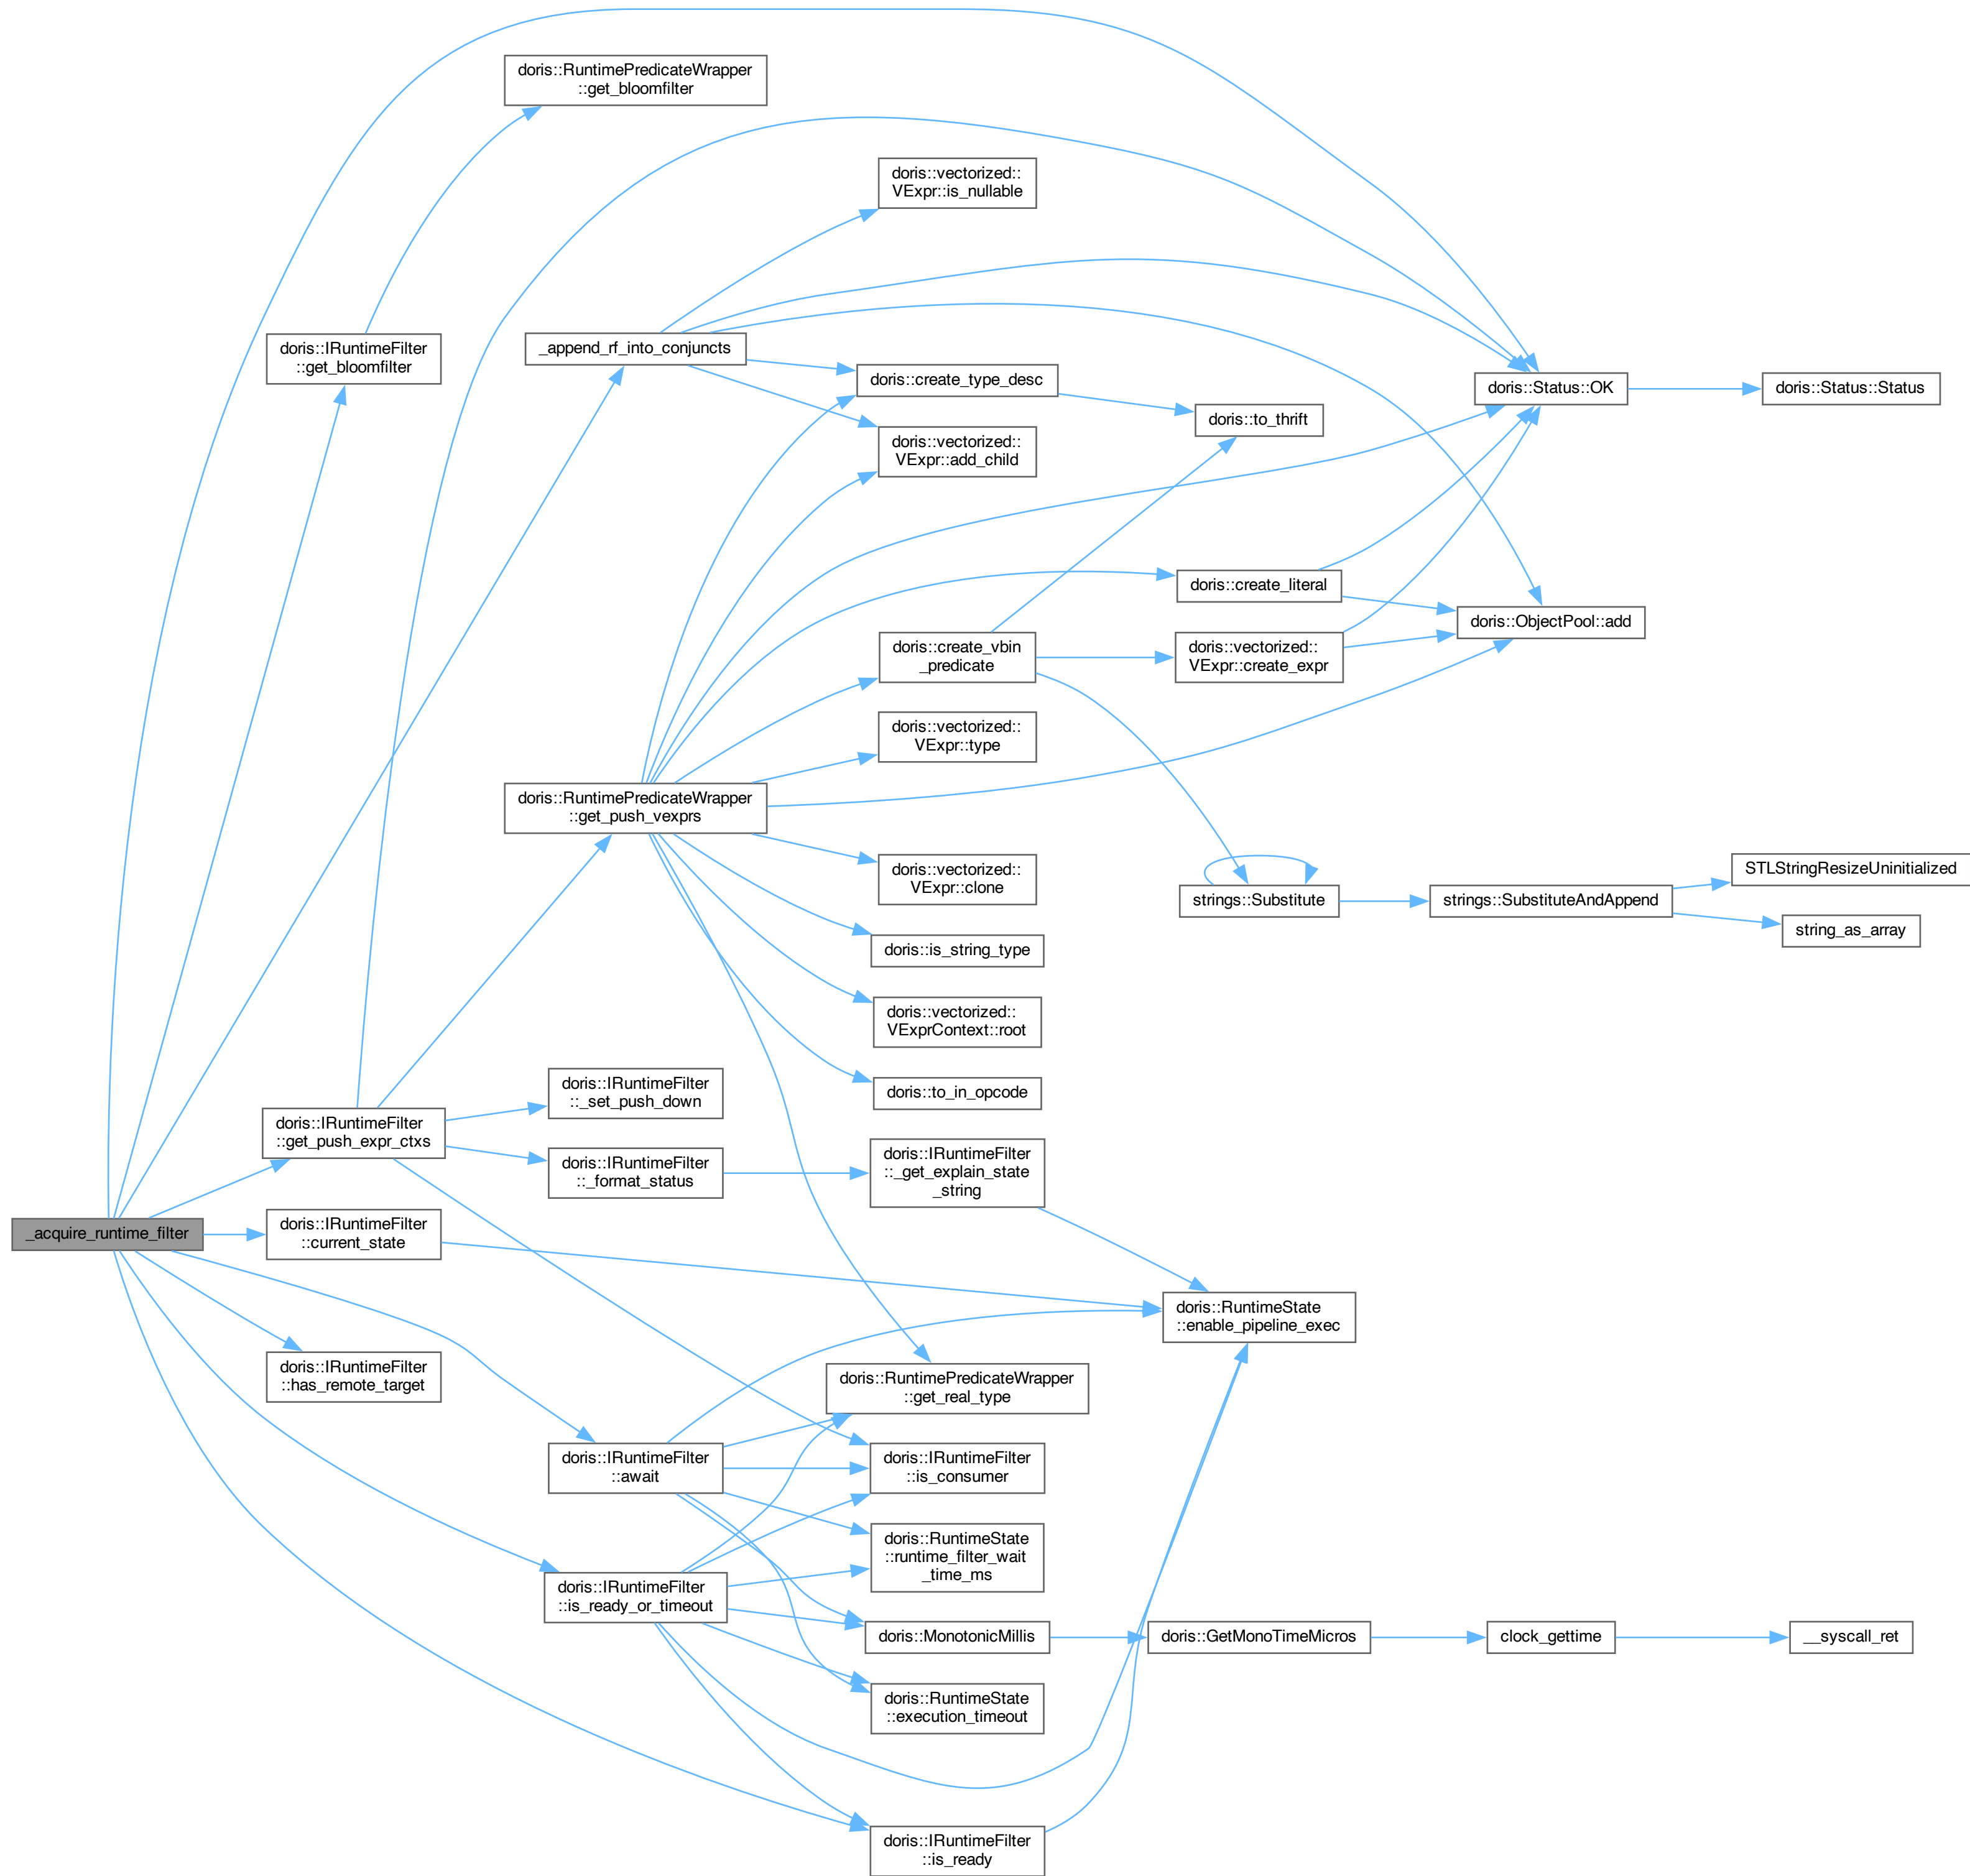 doris::RuntimePredicateWrapper
::get_bloomfilter
doris::vectorized::
VExpr::is_nullable
doris::IRuntimeFilter
::get_bloomfilter
_append_rf_into_conjuncts
doris::create_type_desc
doris::Status::OK
doris::Status::Status
doris::to_thrift
doris::vectorized::
VExpr::add_child
doris::create_literal
doris::ObjectPool::add
doris::create_vbin
_predicate
doris::vectorized::
VExpr::create_expr
doris::vectorized::
VExpr::type
doris::RuntimePredicateWrapper
::get_push_vexprs
doris::vectorized::
VExpr::clone
strings::Substitute
strings::SubstituteAndAppend
STLStringResizeUninitialized
string_as_array
doris::is_string_type
doris::vectorized::
VExprContext::root
doris::to_in_opcode
doris::IRuntimeFilter
::_set_push_down
doris::IRuntimeFilter
::get_push_expr_ctxs
doris::IRuntimeFilter
::_format_status
doris::IRuntimeFilter
::_get_explain_state
_string
_acquire_runtime_filter
doris::IRuntimeFilter
::current_state
doris::RuntimeState
::enable_pipeline_exec
doris::IRuntimeFilter
::has_remote_target
doris::RuntimePredicateWrapper
::get_real_type
doris::IRuntimeFilter
::await
doris::IRuntimeFilter
::is_consumer
doris::RuntimeState
::runtime_filter_wait
_time_ms
doris::IRuntimeFilter
::is_ready_or_timeout
doris::MonotonicMillis
doris::GetMonoTimeMicros
clock_gettime
__syscall_ret
doris::RuntimeState
::execution_timeout
doris::IRuntimeFilter
::is_ready